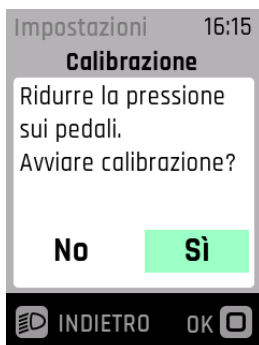 Impostazioni 16:15
Calibrazione
Ridurre la pressione
sui pedali.
Avviare calibrazione?
No Sì
INDIETRO OK